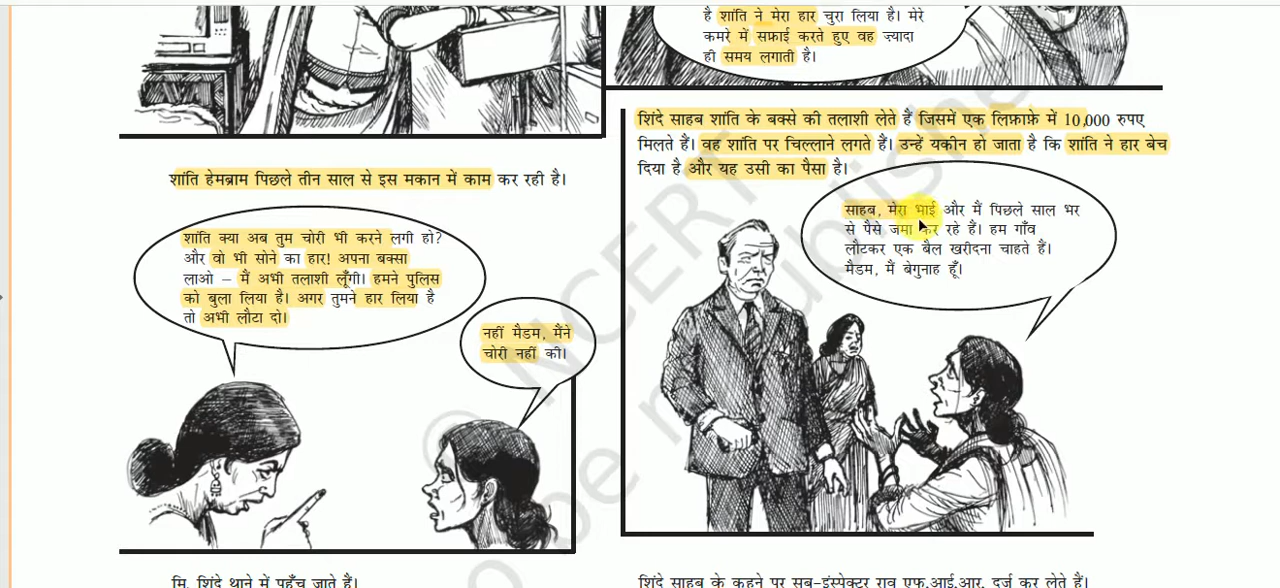 शांति हेमब्राम पिछले तीन साल से इस मकान में काम कर रही है।
शांति क्या अब तुम चोरी भी करने लगी हो?
और वो भी सोने का हार! अपना बक्सा
लाओ – मैं अभी तलाशी लूँगी। हमने पुलिस
को बुला लिया है। अगर तुमने हार लिया है
तो अभी लौटा दो।
नहीं मैडम, मैंने
चोरी नहीं की।
मि. शिंदे थाने में पहुँच जाते हैं।
है शांति ने मेरा हार चुरा लिया है। मेरे
कमरे में सफ़ाई करते हुए वह ज़्यादा
ही समय लगाती है।
शिंदे साहब शांति के बक्से की तलाशी लेते हैं जिसमें एक लिफ़ाफ़े में 10,000 रुपए
मिलते हैं। वह शांति पर चिल्लाने लगते हैं। उन्हें यकीन हो जाता है कि शांति ने हार बेच
दिया है और यह उसी का पैसा है।
साहब, मेरा भाई और मैं पिछले साल भर
से पैसे जमा कर रहे हैं। हम गाँव
लौटकर एक बैल खरीदना चाहते हैं।
मैडम, मैं बेगुनाह हूँ।
शिंदे साहब के कहने पर सब-इंस्पेक्टर राव एफ.आई.आर. दर्ज कर लेते हैं।
© NCERT